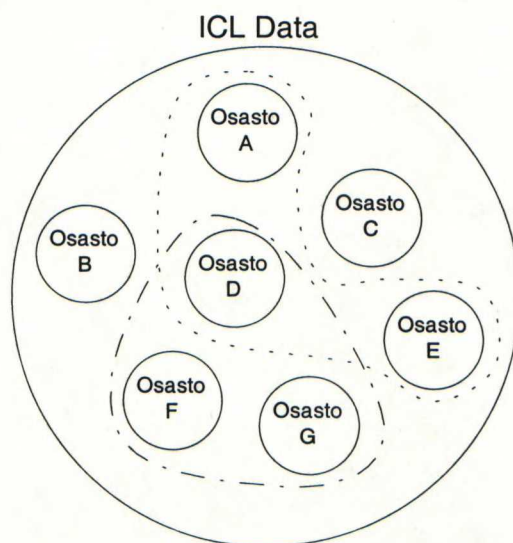 ICL Data
Osasto
A
Osasto
C
Osasto
B
Osasto
D
Osasto
E
Osasto
F
Osasto
G